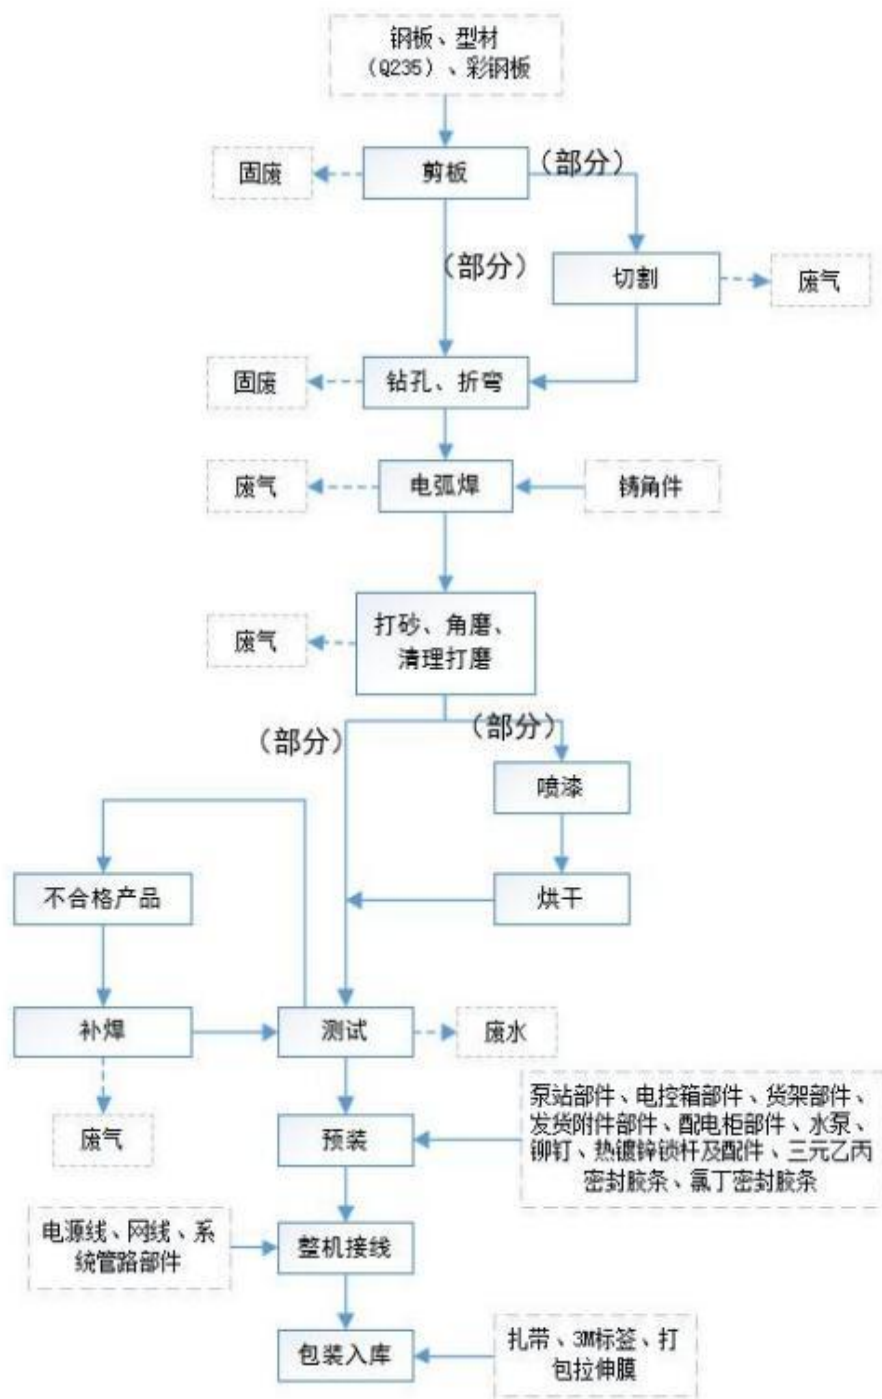 钢板、型材
（Q235）、彩钢板
固废
剪板
（部分）
（部分）
切割
废气
固废
钻孔、折弯
废气
电弧焊
铸角件
废气
打砂、角磨、
清理打磨
（部分）
（部分）
喷漆
不合格产品
烘干
补焊
测试
废水
废气
预装
泵站部件、电控箱部件、货架部件、
发货附件部件、配电柜部件、水泵、
铆钉、热镀锌锁杆及配件、三元乙丙
密封胶条、氯丁密封胶条
电源线、网线、系
统管路部件
整机接线
包装入库
扎带、3M标签、打
包拉伸膜